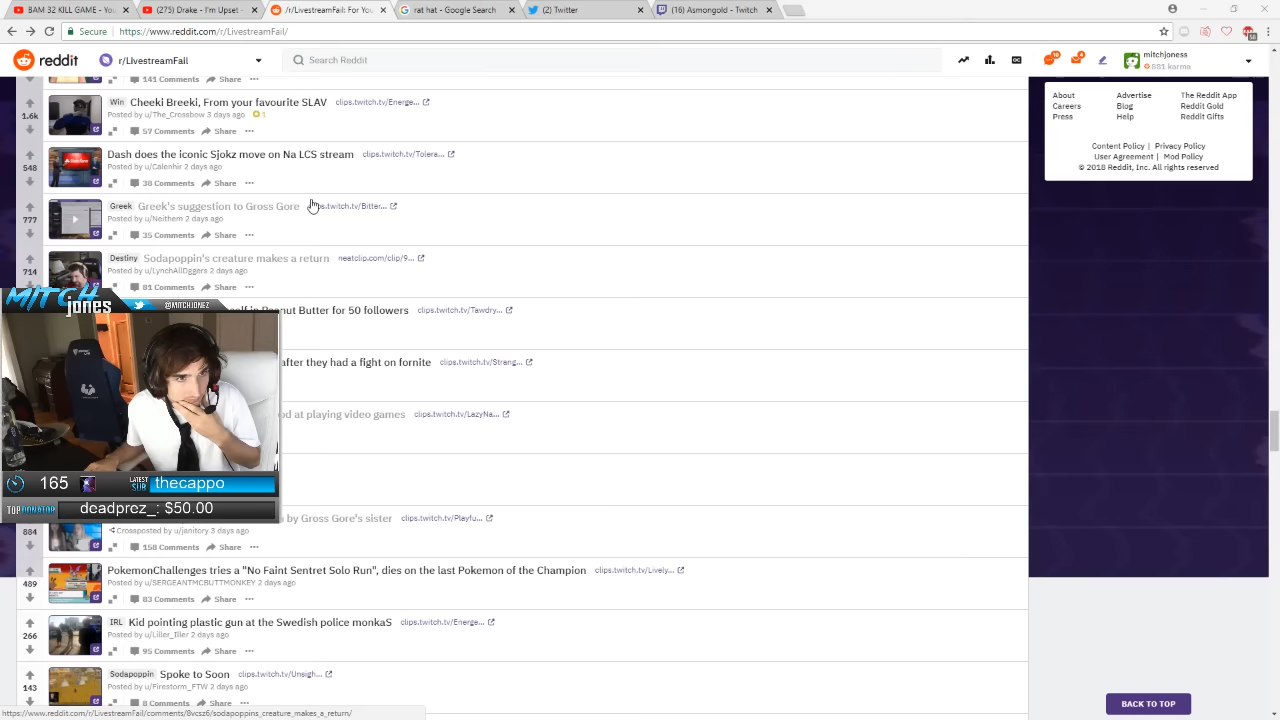 BAM 32 KILL GAME - You
(275) Drake - I'm Upset -
(18) r/LivestreamFail: For You
rat hat - Google Search
(2) Twitter
(16) Asmongold - Twitch
Secure
https://www.reddit.com/r/LivestreamFail/
reddit
r/LivestreamFail
Search Reddit
mitchjoness
881 karma
141 Comments
Share
Win
Cheeki Breeki, From your favourite SLAV
clips.twitch.tv/Energe...
1.6k
Posted by u/The_Crossbow 3 days ago
1
57 Comments
Share
Dash does the iconic Sjokz move on Na LCS stream
clips.twitch.tv/Tolera...
548
Posted by u/Calenhir 2 days ago
38 Comments
Share
Greek
Greek's suggestion to Gross Gore
ps.twitch.tv/Bitter...
777
Posted by u/Neithem 2 days ago
35 Comments
Share
Destiny
Sodapoppin's creature makes a return
neatclip.com/clip/9...
714
Posted by u/LynchAllDggers 2 days ago
81 Comments
Share
MITCH
jones
@MITCHJONEZ
elf in Peanut Butter for 50 followers
clips.twitch.tv/Tawdry...
after they had a fight on fornite
clips.twitch.tv/Strang...
od at playing video games
clips.twitch.tv/LazyNa...
165
LATEST
SUB
thecappo
TOPDONATOR
deadprez_: $50.00
o by Gross Gore's sister
clips.twitch.tv/Playfu...
884
Crossposted by u/janitory 3 days ago
158 Comments
Share
PokemonChallenges tries a "No Faint Sentret Solo Run", dies on the last Pokemon of the Champion
clips.twitch.tv/Lively...
489
Posted by u/SERGEANTMCBUTTMONKEY 2 days ago
83 Comments
Share
IRL
Kid pointing plastic gun at the Swedish police monkaS
clips.twitch.tv/Energe...
266
Posted by u/Lilier_Ilier 2 days ago
95 Comments
Share
Sodapoppin
Spoke to Soon
clips.twitch.tv/Unsigh...
143
Posted by u/Firestorm_FTW 2 days ago
8 Comments
Share
https://www.reddit.com/r/LivestreamFail/comments/8vcsz6/sodapoppins_creature_makes_a_return/
About
Advertise
The Reddit App
Careers
Blog
Reddit Gold
Press
Help
Reddit Gifts
Content Policy | Privacy Policy
User Agreement | Mod Policy
© 2018 Reddit, Inc. All rights reserved
BACK TO TOP